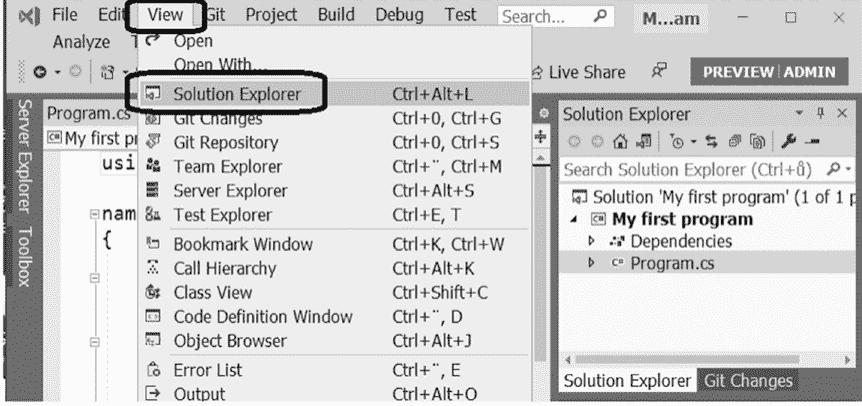 File Edit View Git Project Build Debug Test Search... M...am
Analyze
Live Share PREVIEW ADMIN
Open
Open With...
Solution Explorer Ctrl+Alt+L
Git Changes Ctrl+0, Ctrl+G
Git Repository Ctrl+0, Ctrl+S
Team Explorer Ctrl+¨, Ctrl+M
Server Explorer Ctrl+Alt+S
Test Explorer Ctrl+E, T
Bookmark Window Ctrl+K, Ctrl+W
Call Hierarchy Ctrl+Alt+K
Class View Ctrl+Shift+C
Code Definition Window Ctrl+¨, D
Object Browser Ctrl+Alt+J
Error List Ctrl+¨, E
Output Ctrl+Alt+O
Server Explorer
Toolbox
Program.cs
C# My first pr
usi
nam
{
Solution Explorer
Search Solution Explorer (Ctrl+ů)
Solution 'My first program' (1 of 1 p
C# My first program
Dependencies
C# Program.cs
Solution Explorer Git Changes